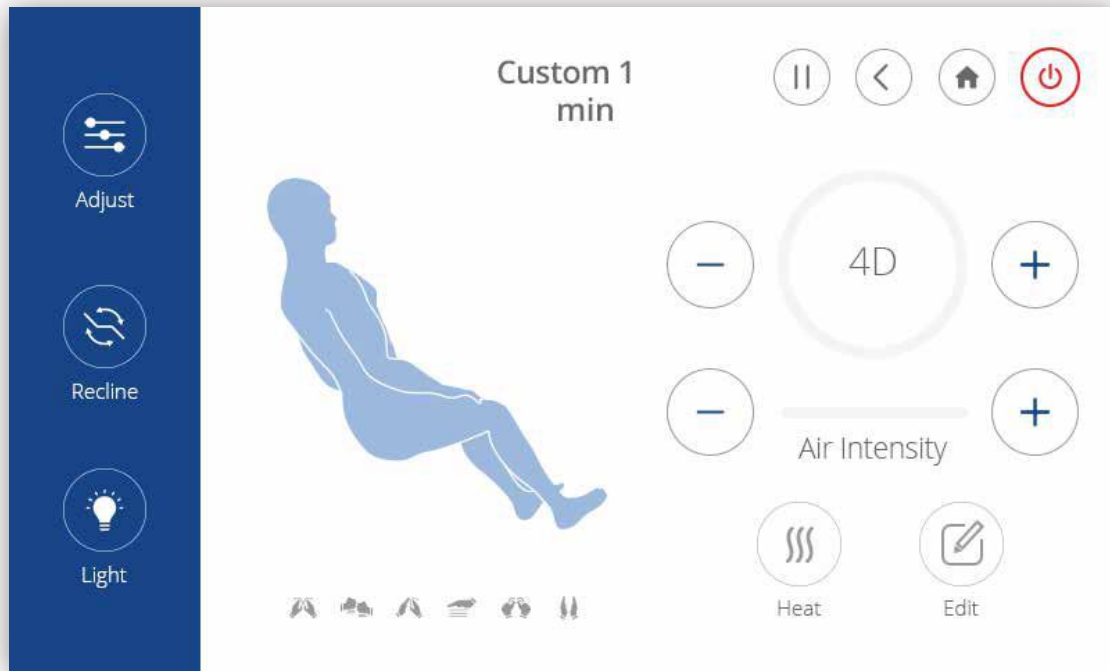 Custom 1
min
Adjust
Recline
Light
4D
Air Intensity
Heat
Edit